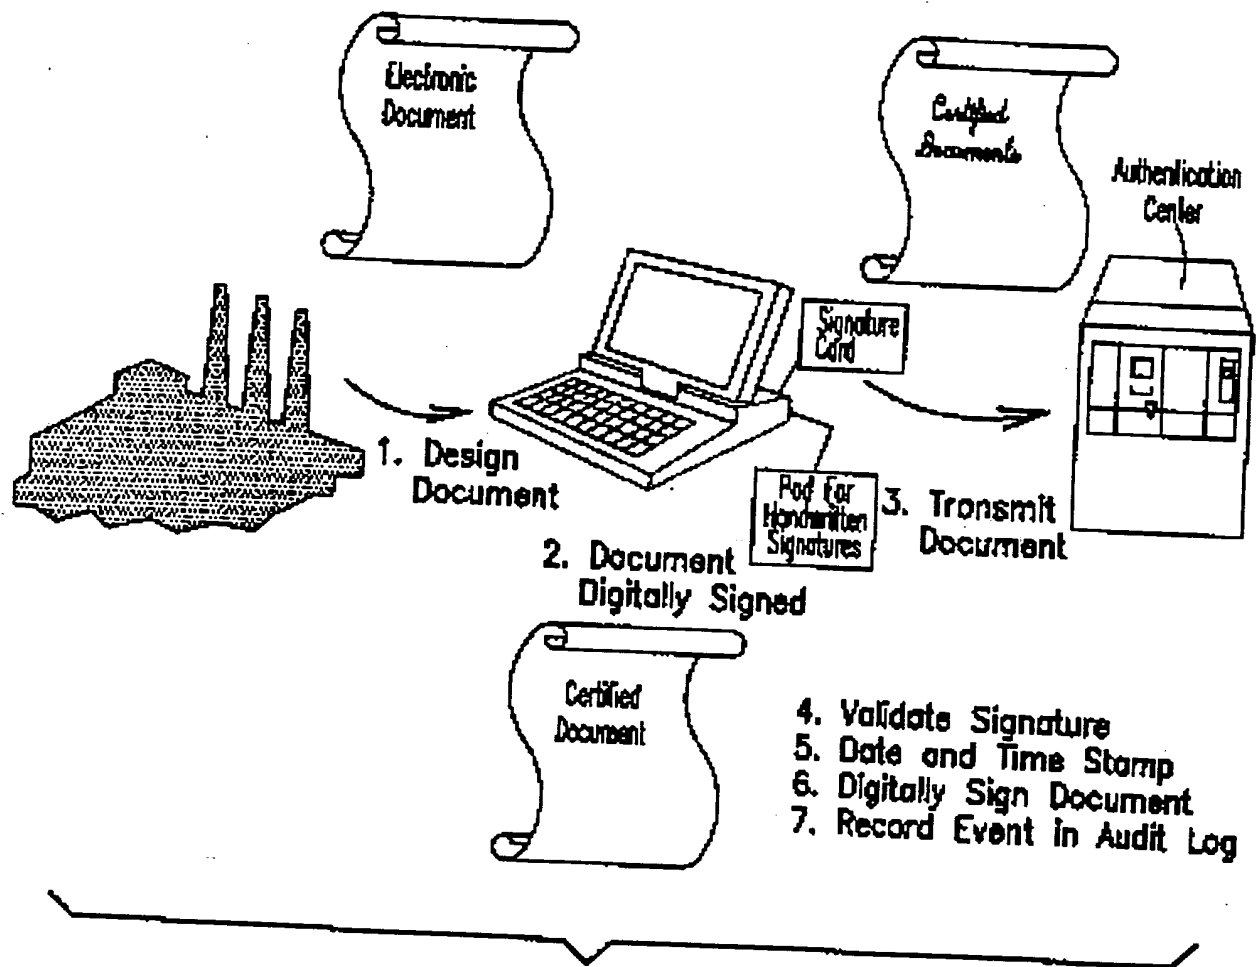 Electronic
Document
Certified
Documents
Authentication
Center
Signature
Card
1. Design
Document
Pad For
Handwritten
Signatures
3. Transmit
Document
2. Document
Digitally Signed
Certified
Document
4. Validate Signature
5. Date and Time Stamp
6. Digitally Sign Document
7. Record Event in Audit Log